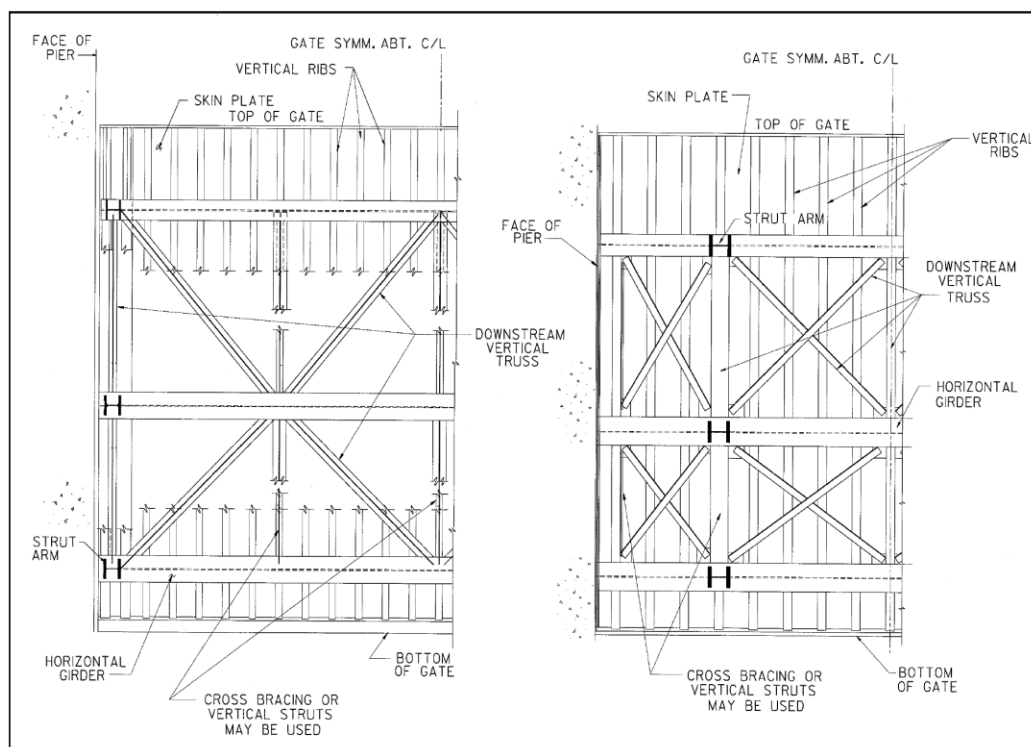 FACE OF
PIER
GATE SYMM. ABT. C/L
VERTICAL RIBS
SKIN PLATE
TOP OF GATE
DOWNSTREAM
VERTICAL
TRUSS
STRUT
ARM
HORIZONTAL
GIRDER
BOTTOM
OF GATE
CROSS BRACING OR
VERTICAL STRUTS
MAY BE USED
GATE SYMM. ABT. C/L
SKIN PLATE
TOP OF GATE
VERTICAL
RIBS
STRUT ARM
FACE OF
PIER
DOWNSTREAM
VERTICAL
TRUSS
HORIZONTAL
GIRDER
BOTTOM
OF GATE
CROSS BRACING OR
VERTICAL STRUTS
MAY BE USED